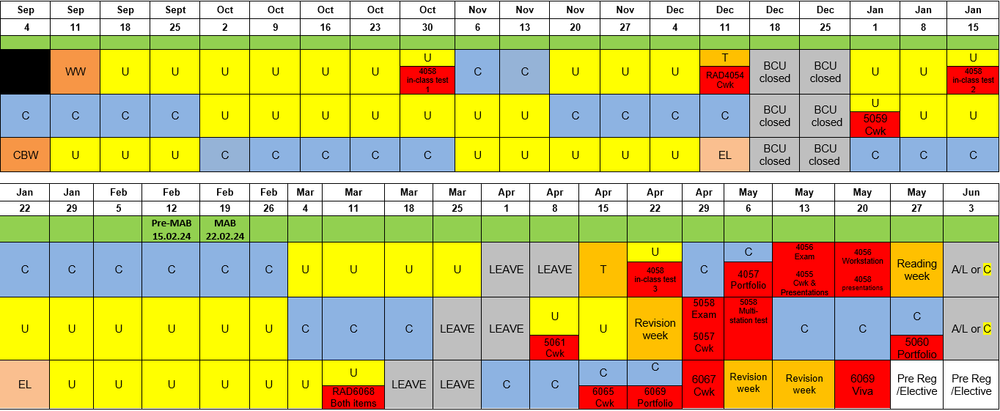 Sep Sep Sep Sept Oct Oct Oct Oct Oct Nov Nov Nov Nov Dec Dec Dec Dec Jan Jan Jan
4 11 18 25 2 9 16 23 30 6 13 20 27 4 11 18 25 1 8 15
WW U U U U U U U C C U U U T BCU closed BCU closed U U U
4058 in-class test 1 RAD4054 Cwk 4058 in-class test 2
C C C C U U U U U U U C C C C BCU closed BCU closed U U U
5059 Cwk
CBW U U U C C C C C U U U U U EL BCU closed BCU closed C C C
Jan Jan Feb Feb Feb Feb Mar Mar Mar Mar Apr Apr Apr Apr Apr May May May May Jun
22 29 5 12 19 26 4 11 18 25 1 8 15 22 29 6 13 20 27 3
Pre-MAB 15.02.24 MAB 22.02.24
C C C C C C U U U U LEAVE LEAVE T U C C 4056 Exam 4056 Workstation Reading week A/L or C
4058 in-class test 3 4057 Portfolio 4055 Cwk & Presentations 4058 presentations
U U U U U U C C C LEAVE LEAVE U U Revision week 5058 Exam 5058 Multi-station test C C C A/L or C
5061 Cwk 5057 Cwk 5060 Portfolio
EL U U U U U U U LEAVE LEAVE C C C C 6067 Cwk Revision week Revision week 6069 Viva Pre Reg /Elective Pre Reg /Elective
RAD6068 Both items 6065 Cwk 6069 Portfolio